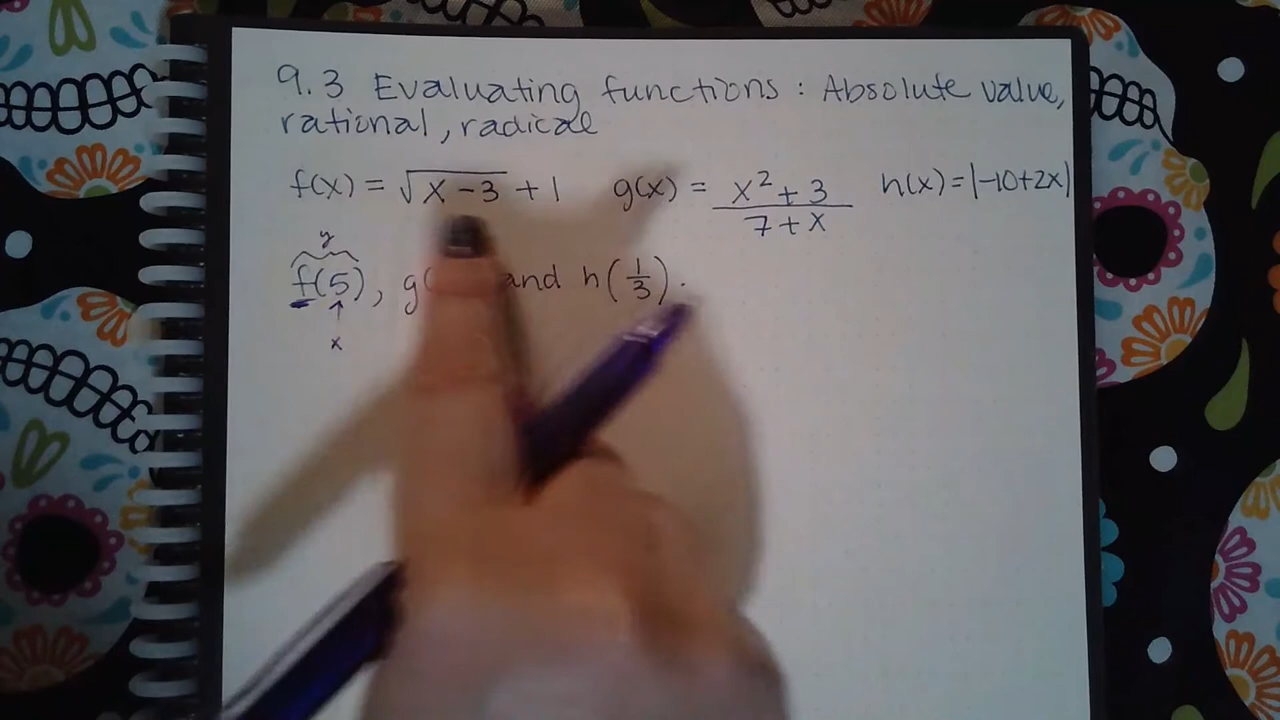 9.3 Evaluating functions: Absolute value,
rational, radical
f(x) = √(x-3) + 1 g(x) = (x² + 3)/(7 + x) h(x) = |-10+2x|
y
f(5), g( and h(1/3).
x